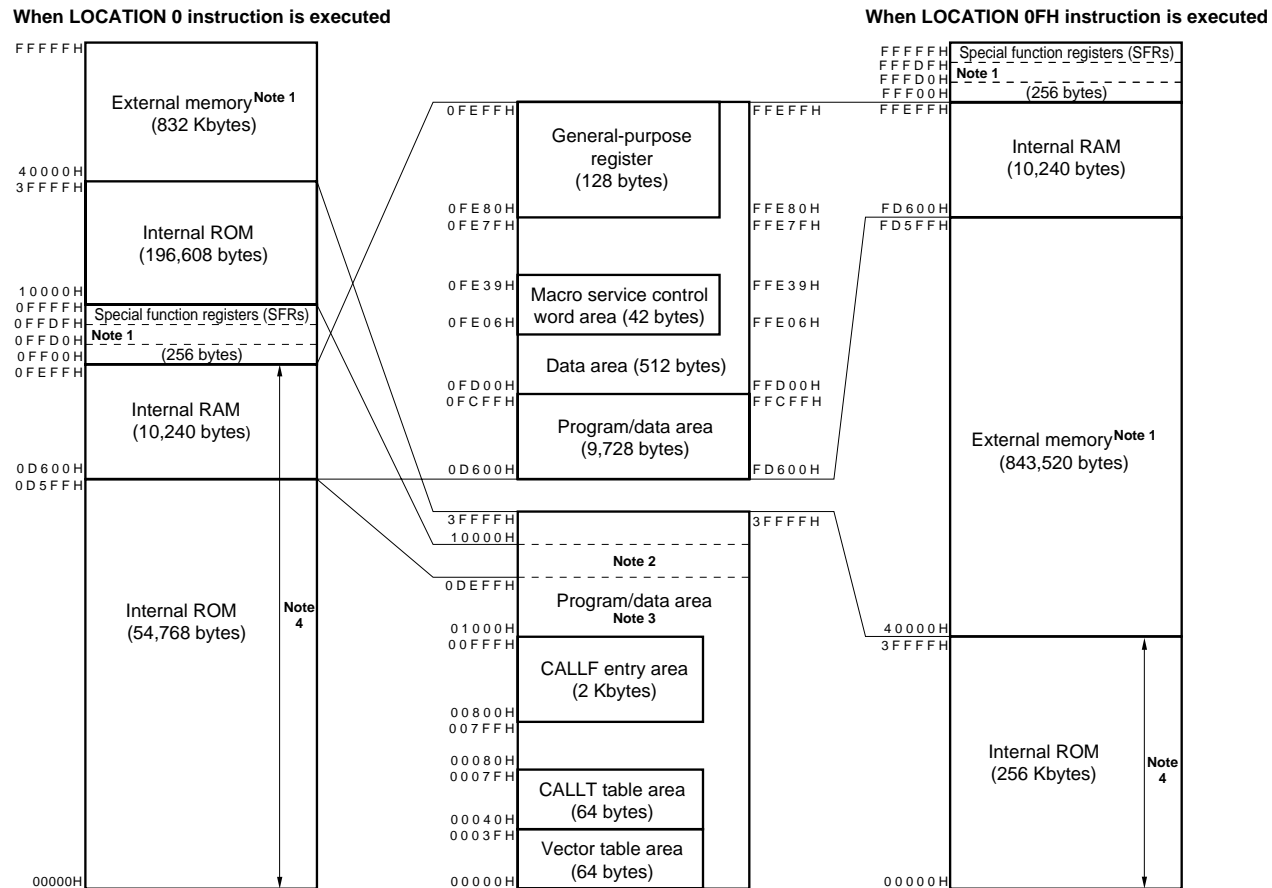 When LOCATION 0 instruction is executed
When LOCATION 0FH instruction is executed
FFFFFH
External memory Note 1
(832 Kbytes)
40000H
3FFFFH
Internal ROM
(196,608 bytes)
10000H
0FFFFH
Special function registers (SFRs)
0FFDFH
Note 1
0FFD0H
(256 bytes)
0FF00H
0FEFFH
Internal RAM
(10,240 bytes)
0D600H
0D5FFH
Internal ROM
(54,768 bytes)
Note
4
00000H
0FEFFH
FFEFFH
General-purpose
register
(128 bytes)
0FE80H
FFE80H
0FE7FH
FFE7FH
0FE39H
FFE39H
Macro service control
word area (42 bytes)
0FE06H
FFE06H
Data area (512 bytes)
0FD00H
FFD00H
0FCFFH
FFCFFH
Program/data area
(9,728 bytes)
0D600H
FD600H
3FFFFH
3FFFFH
10000H
Note 2
0DEFFH
Program/data area
Note 3
01000H
00FFFH
CALLF entry area
(2 Kbytes)
00800H
007FFH
00080H
0007FH
CALLT table area
(64 bytes)
00040H
0003FH
Vector table area
(64 bytes)
00000H
FFFFFH
Special function registers (SFRs)
FFFDFH
Note 1
FFFD0H
(256 bytes)
FFF00H
FFEFFH
Internal RAM
(10,240 bytes)
FD600H
FD5FFH
External memory Note 1
(843,520 bytes)
40000H
3FFFFH
Internal ROM
(256 Kbytes)
Note
4
00000H